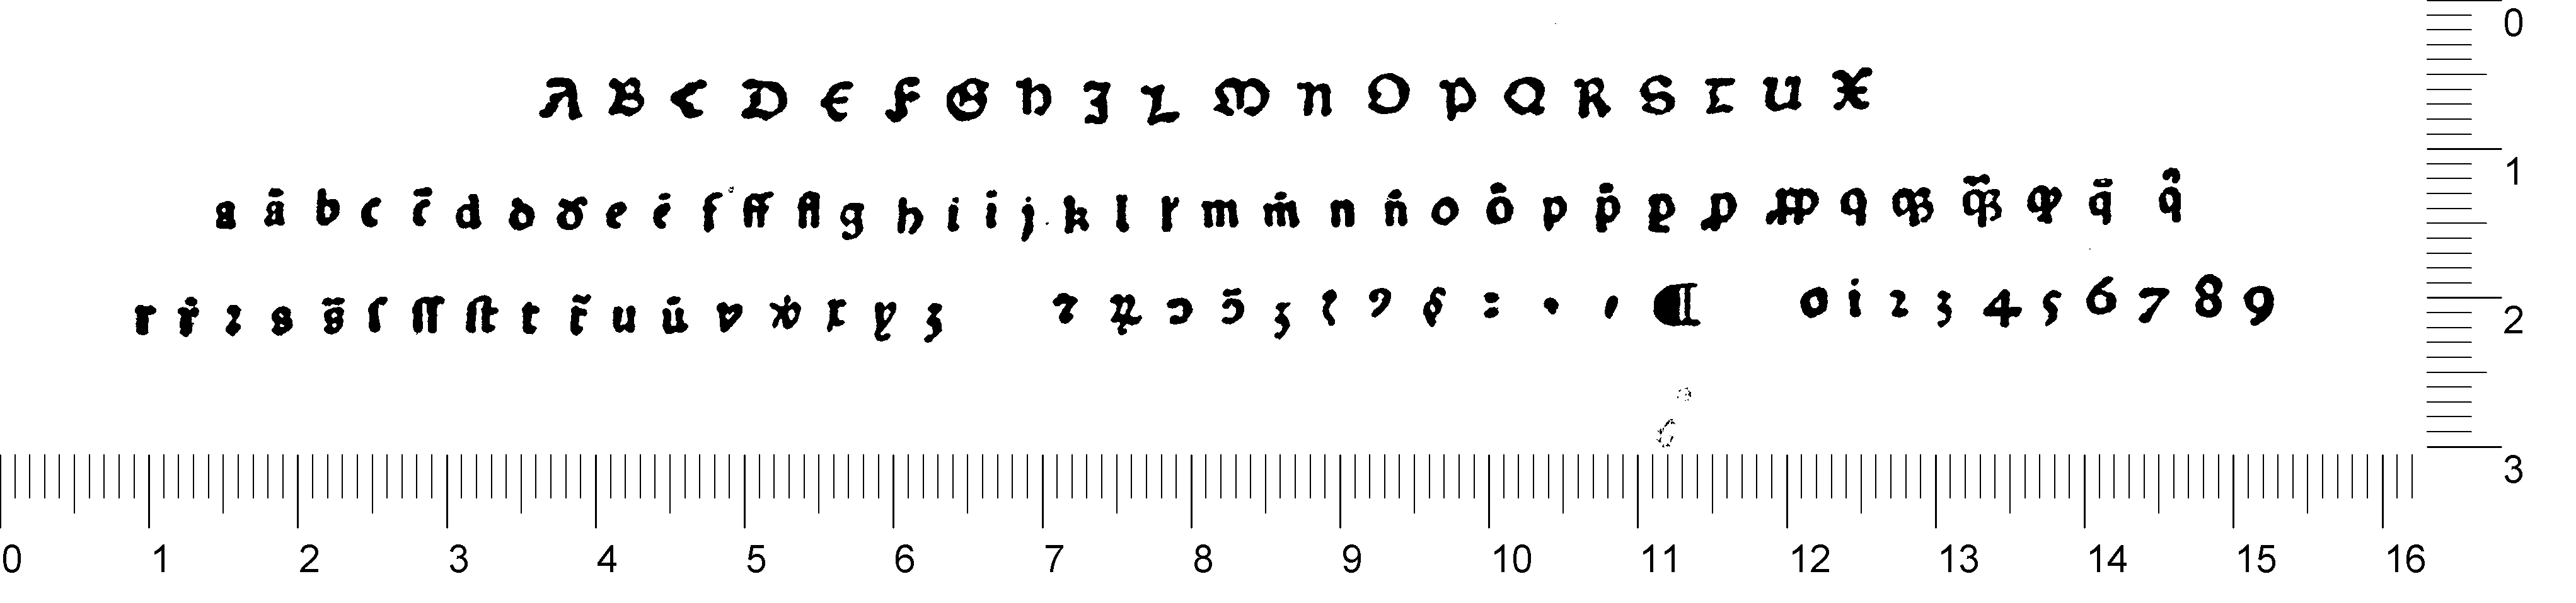 A B C D E F G H I L M N O P Q R S T U X
a ā b c c̄ d d ꝺ̄ e ē f ff fl g h i ī j k l lꝛ m m̄ n n̄ o ō p p̄ ꝑ ꝓ q q̄ q̂
r r̄ ꝛ s s̄ ſ ſſ ſt t t̄ u ū v w x y z ⁊ ꝝ ɔ ɔ̄ ꝫ : · ¶ 0 1 2 3 4 5 6 7 8 9
0
1
2
3
0 1 2 3 4 5 6 7 8 9 10 11 12 13 14 15 16